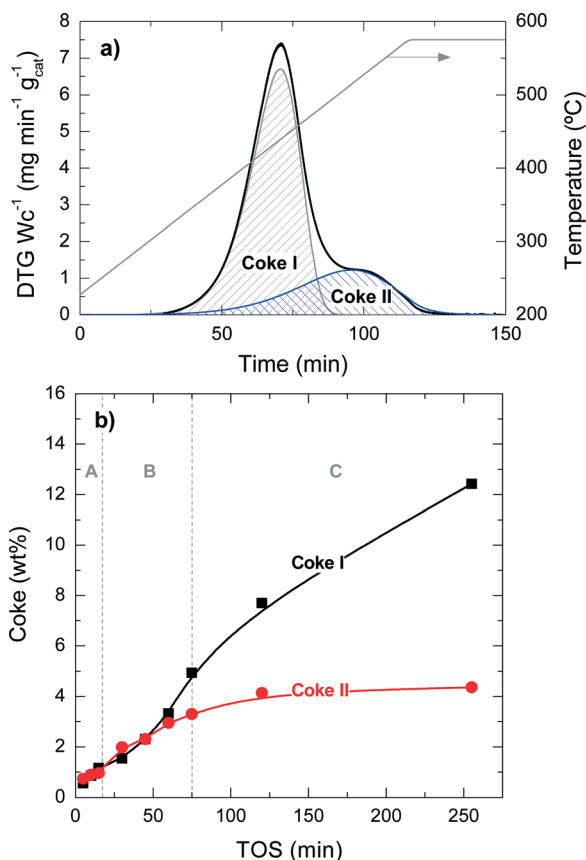 a)
8
7
6
5
4
3
2
1
0
600
500
400
300
200
DTG Wc⁻¹ (mg min⁻¹ g⁻¹cat)
Temperature (ºC)
Coke I
Coke II
0 50 100 150
Time (min)
b)
16
14
12
10
8
6
4
2
0
A B C
Coke (wt%)
Coke I
Coke II
0 50 100 150 200 250
TOS (min)